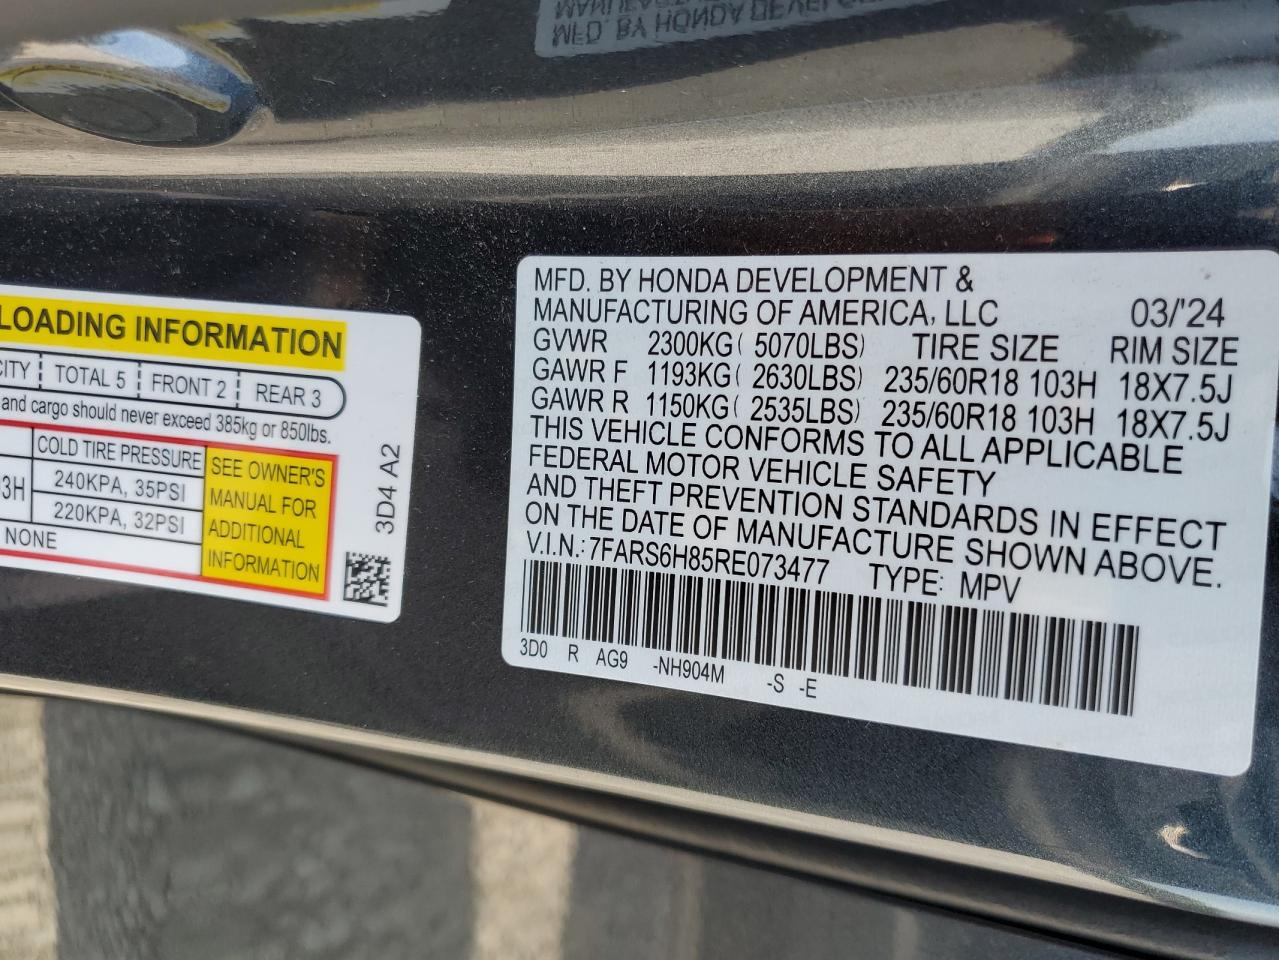 LOADING INFORMATION
CITY TOTAL 5 FRONT 2 REAR 3
and cargo should never exceed 385kg or 850lbs.
COLD TIRE PRESSURE
03H 240KPA, 35PSI
220KPA, 32PSI
NONE
SEE OWNER'S
MANUAL FOR
ADDITIONAL
INFORMATION
3D4 A2
MFD. BY HONDA DEVELOPMENT &
MANUFACTURING OF AMERICA, LLC 03/'24
GVWR 2300KG( 5070LBS) TIRE SIZE RIM SIZE
GAWR F 1193KG( 2630LBS) 235/60R18 103H 18X7.5J
GAWR R 1150KG( 2535LBS) 235/60R18 103H 18X7.5J
THIS VEHICLE CONFORMS TO ALL APPLICABLE
FEDERAL MOTOR VEHICLE SAFETY
AND THEFT PREVENTION STANDARDS IN EFFECT
ON THE DATE OF MANUFACTURE SHOWN ABOVE.
V.I.N.: 7FARS6H85RE073477 TYPE: MPV
3D0 R AG9 -NH904M -S -E